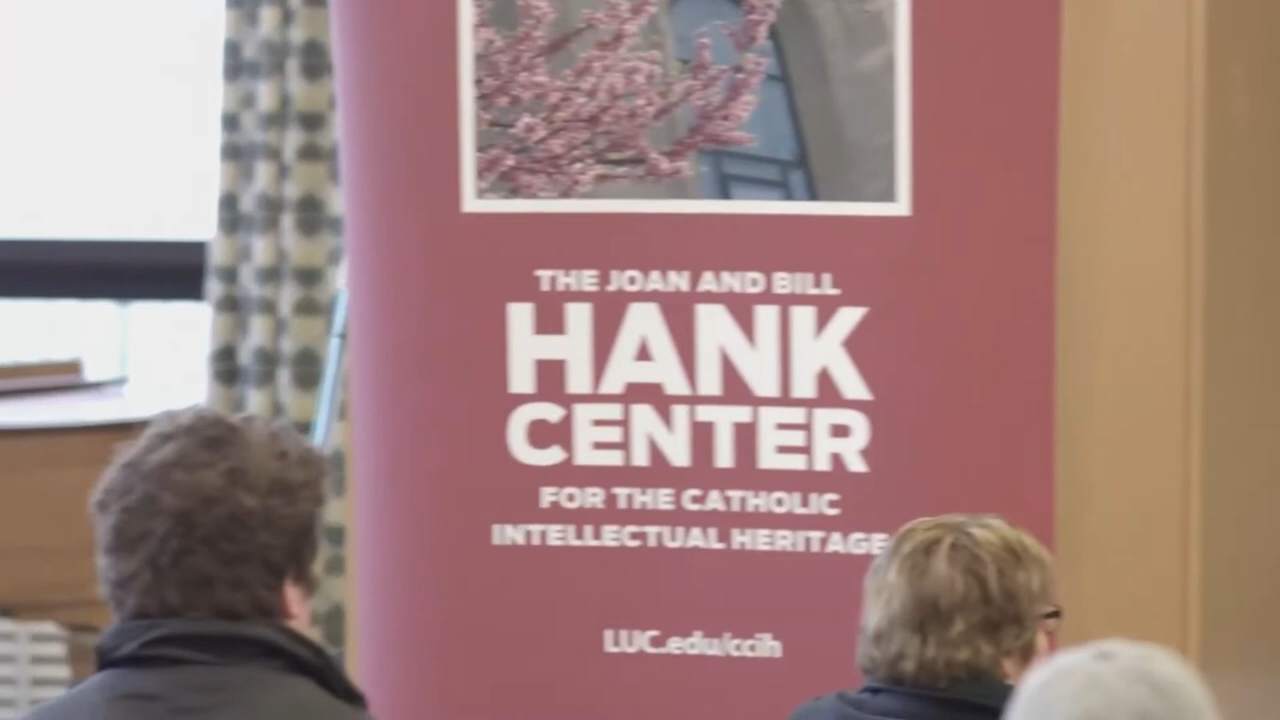 THE JOAN AND BILL
HANK
CENTER
FOR THE CATHOLIC
INTELLECTUAL HERITAGE
LUC.edu/ccih